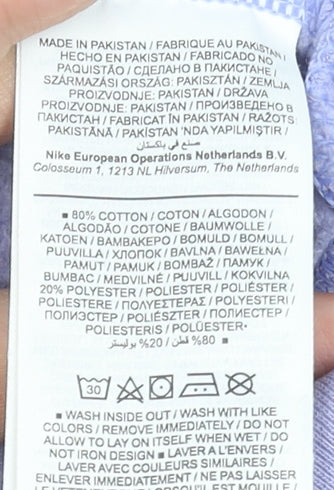 MADE IN PAKISTAN / FABRIQUE AU PAKISTAN /
HECHO EN PAKISTAN / FABRICADO NO
PAQUISTÃO / СДЕЛАНО В ПАКИСТАНЕ /
SZÁRMAZÁSI ORSZÁG: PAKISZTÁN / ZEMLJA
PROIZVODNJE: PAKISTAN / DRŽAVA
PROIZVODNJE: PAKISTAN / ПРОИЗВЕДЕНО В
ПАКИСТАН / FABRICAT ÎN PAKISTAN / RAŽOTS:
PAKISTĀNĀ / PAKİSTAN 'NDA YAPILMIŞTIR /
صنع في باكستان
Nike European Operations Netherlands B.V.
Colosseum 1, 1213 NL Hilversum, The Netherlands
▪ 80% COTTON / COTON / ALGODON /
ALGODÃO / COTONE / BAUMWOLLE /
KATOEN / ΒΑΜΒΑΚΕΡΟ / BOMULD / BOMULL /
PUUVILLA / ХЛОПОК / BAVLNA / BAWEŁNA /
PAMUT / PAMUK / BOMBAŽ / ПАМУК /
BUMBAC / MEDVILNĖ / PUUVILL / KOKVILNA
20% POLYESTER / POLIESTER / POLIÉSTER /
POLIESTERE / ΠΟΛΥΕΣΤΕΡΑΣ / POLYESTERI /
ПОЛИЭСТЕР / POLIÉSZTER / ПОЛИЕСТЕР /
POLIESTERIS / POLÜESTER
▪ 80% قطن / 20% بوليستر
30
▪ WASH INSIDE OUT / WASH WITH LIKE
COLORS / REMOVE IMMEDIATELY / DO NOT
ALLOW TO LAY ON ITSELF WHEN WET / DO
NOT IRON DESIGN ▪ LAVER A L'ENVERS /
LAVER AVEC COULEURS SIMILAIRES /
ENLEVER IMMEDIATEMENT / NE PAS LAISSER